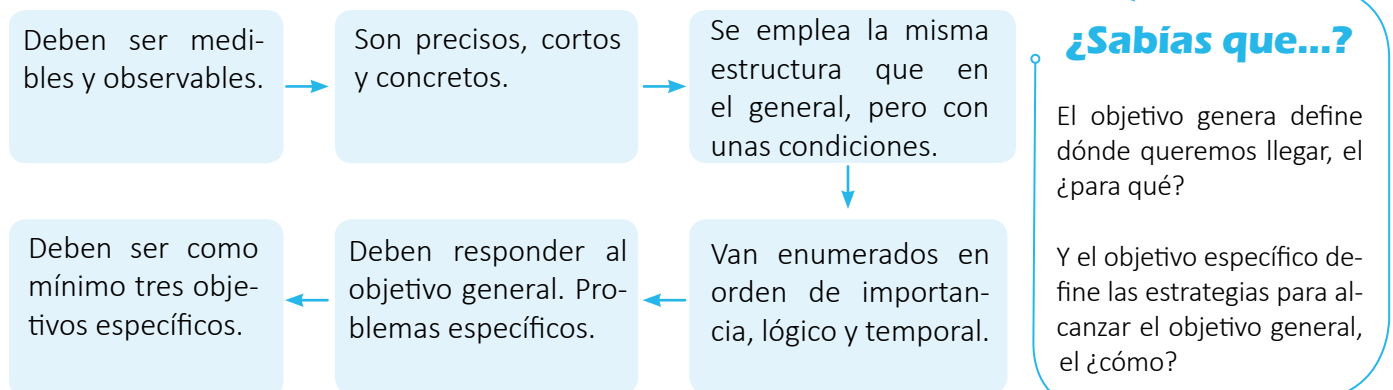 Deben ser medi-
bles y observables.
Son precisos, cortos
y concretos.
Se emplea la misma
estructura que en
el general, pero con
unas condiciones.
Van enumerados en
orden de importan-
cia, lógico y temporal.
Deben responder al
objetivo general. Pro-
blemas específicos.
Deben ser como
mínimo tres obje-
tivos específicos.
¿Sabías que...?
El objetivo genera define
dónde queremos llegar, el
¿para qué?
Y el objetivo específico de-
fine las estrategias para al-
canzar el objetivo general,
el ¿cómo?